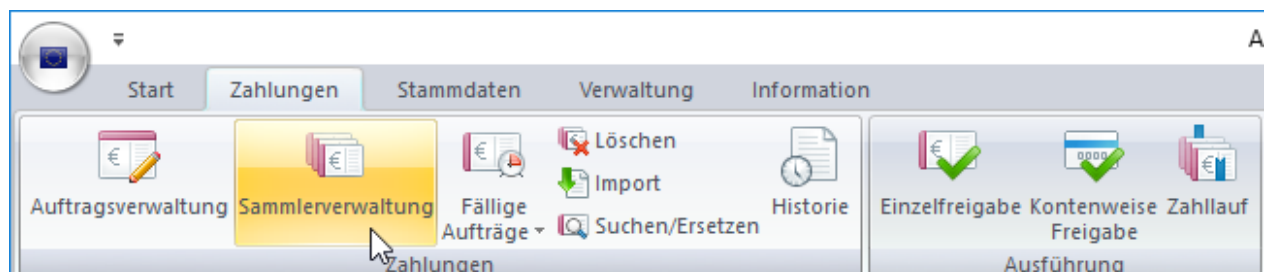 A
Start Zahlungen Stammdaten Verwaltung Information
Auftragsverwaltung
Sammlerverwaltung
Fällige
Aufträge
Löschen
Import
Suchen/Ersetzen
Historie
Zahlungen
Einzelfreigabe
Kontenweise
Freigabe
Zahllauf
Ausführung